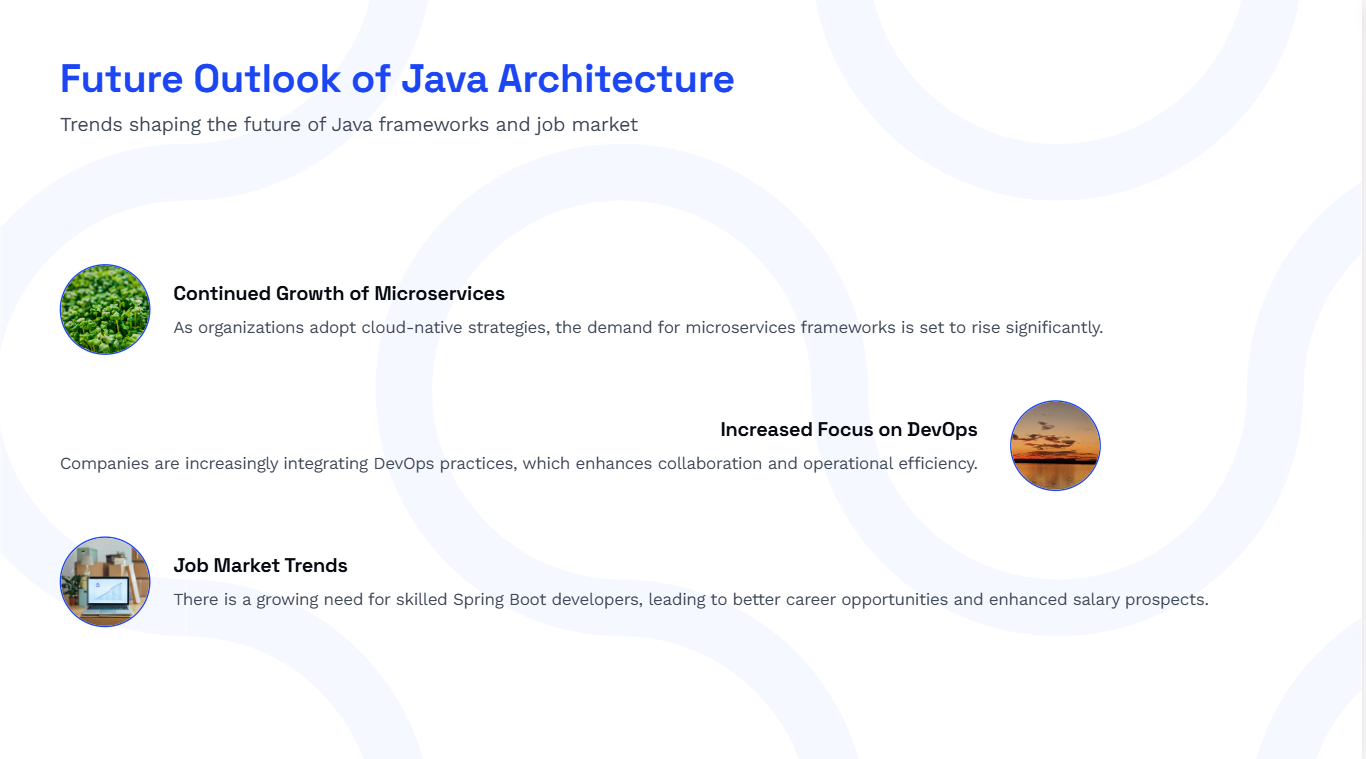 Future Outlook of Java Architecture
Trends shaping the future of Java frameworks and job market
Continued Growth of Microservices
As organizations adopt cloud-native strategies, the demand for microservices frameworks is set to rise significantly.
Increased Focus on DevOps
Companies are increasingly integrating DevOps practices, which enhances collaboration and operational efficiency.
Job Market Trends
There is a growing need for skilled Spring Boot developers, leading to better career opportunities and enhanced salary prospects.